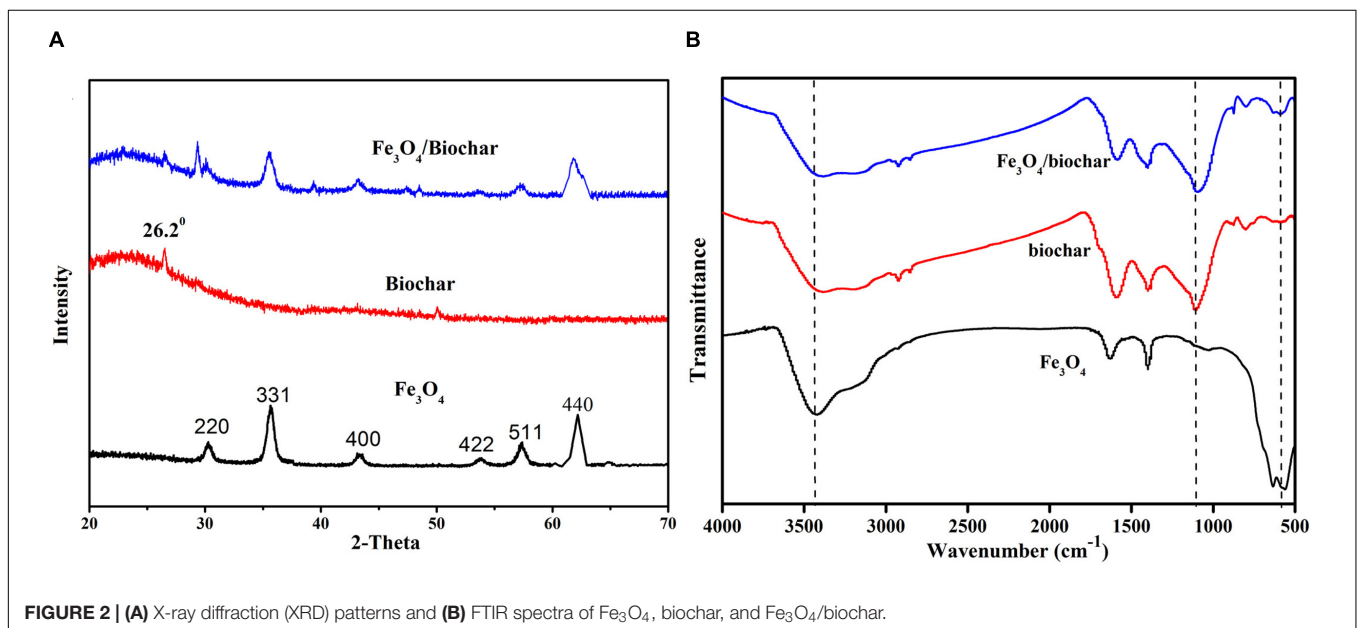 A
Fe₃O₄/Biochar
26.2⁰
Biochar
Fe₃O₄
220
331
400
422
511
440
Intensity
20 30 40 50 60 70
2-Theta
B
Fe₃O₄/biochar
biochar
Fe₃O₄
Transmittance
4000 3500 3000 2500 2000 1500 1000 500
Wavenumber (cm⁻¹)
FIGURE 2 | (A) X-ray diffraction (XRD) patterns and (B) FTIR spectra of Fe₃O₄, biochar, and Fe₃O₄/biochar.